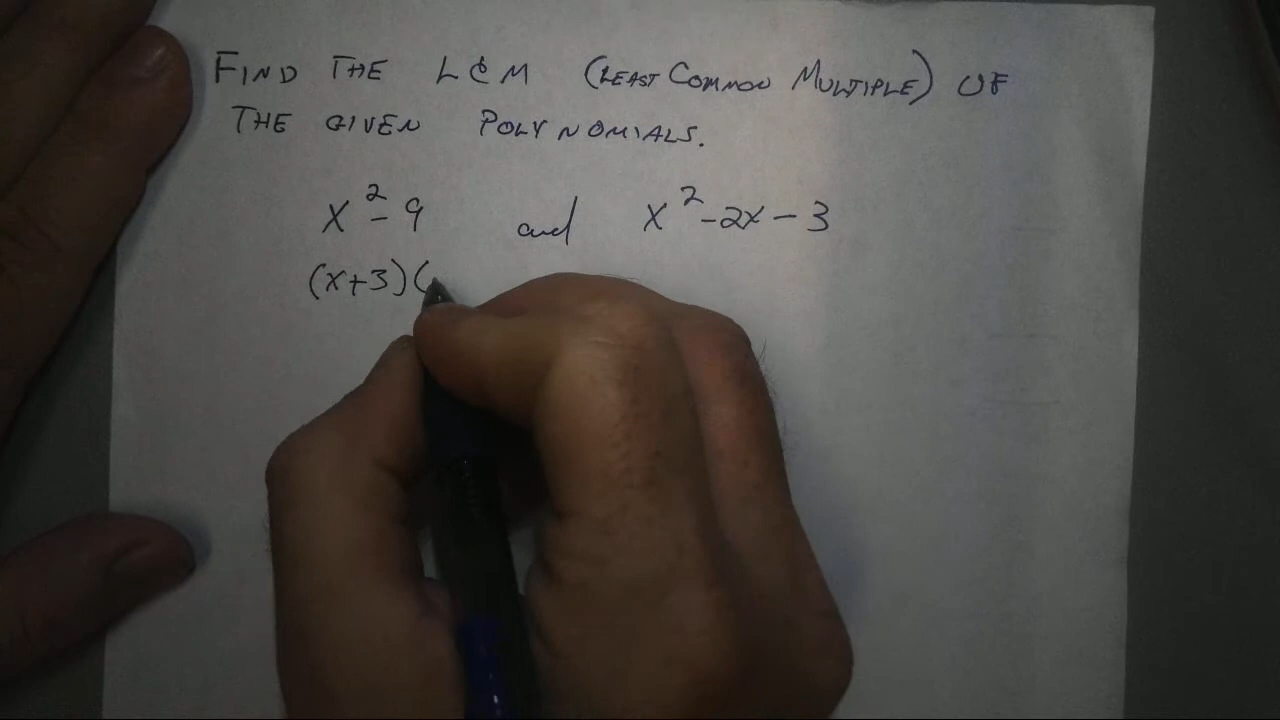 FIND THE LCM (LEAST COMMON MULTIPLE) OF
THE GIVEN POLYNOMIALS.
x² - 9 and x² - 2x - 3
(x+3)(